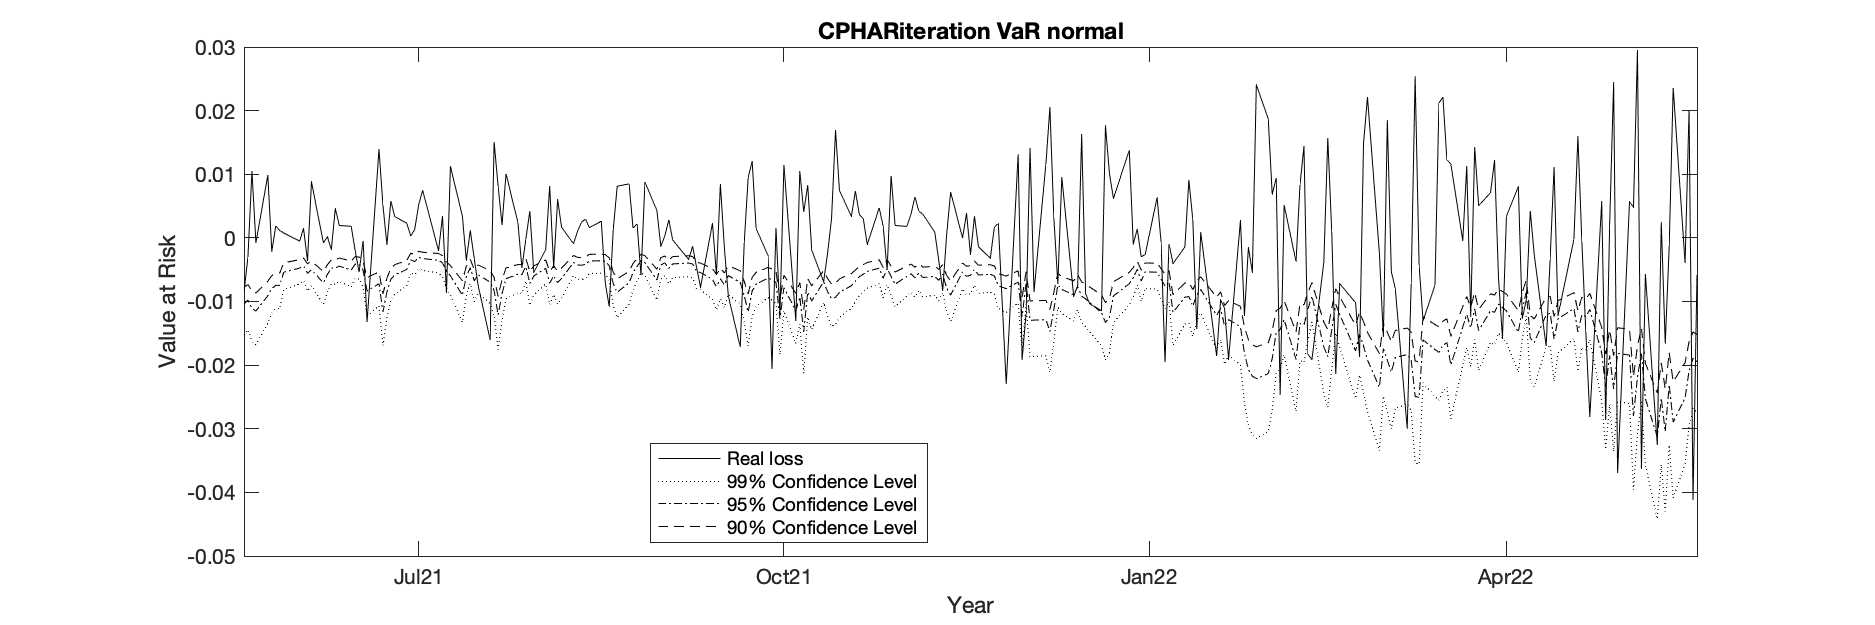 CPHARiteration VaR normal
0.03
0.02
0.01
0
-0.01
-0.02
-0.03
-0.04
-0.05
Value at Risk
Real loss
99% Confidence Level
95% Confidence Level
90% Confidence Level
Jul21 Oct21 Jan22 Apr22
Year